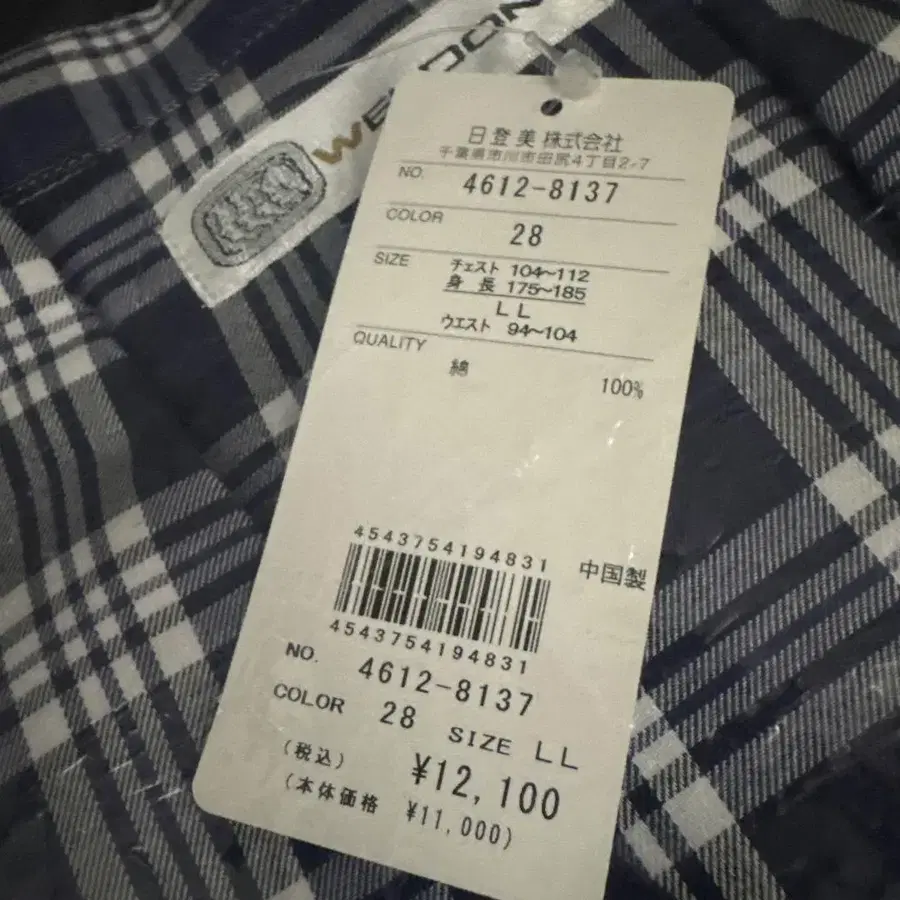 日登美株式会社
千葉県市川市田尻4丁目2-7
NO. 4612-8137
COLOR 28
SIZE チェスト 104~112
身 長 175~185
LL
ウエスト 94~104
QUALITY
綿 100%
4543754194831
中国製
4543754194831
NO. 4612-8137
COLOR 28 SIZE LL
(税込) ¥12,100
(本体価格 ¥11,000)